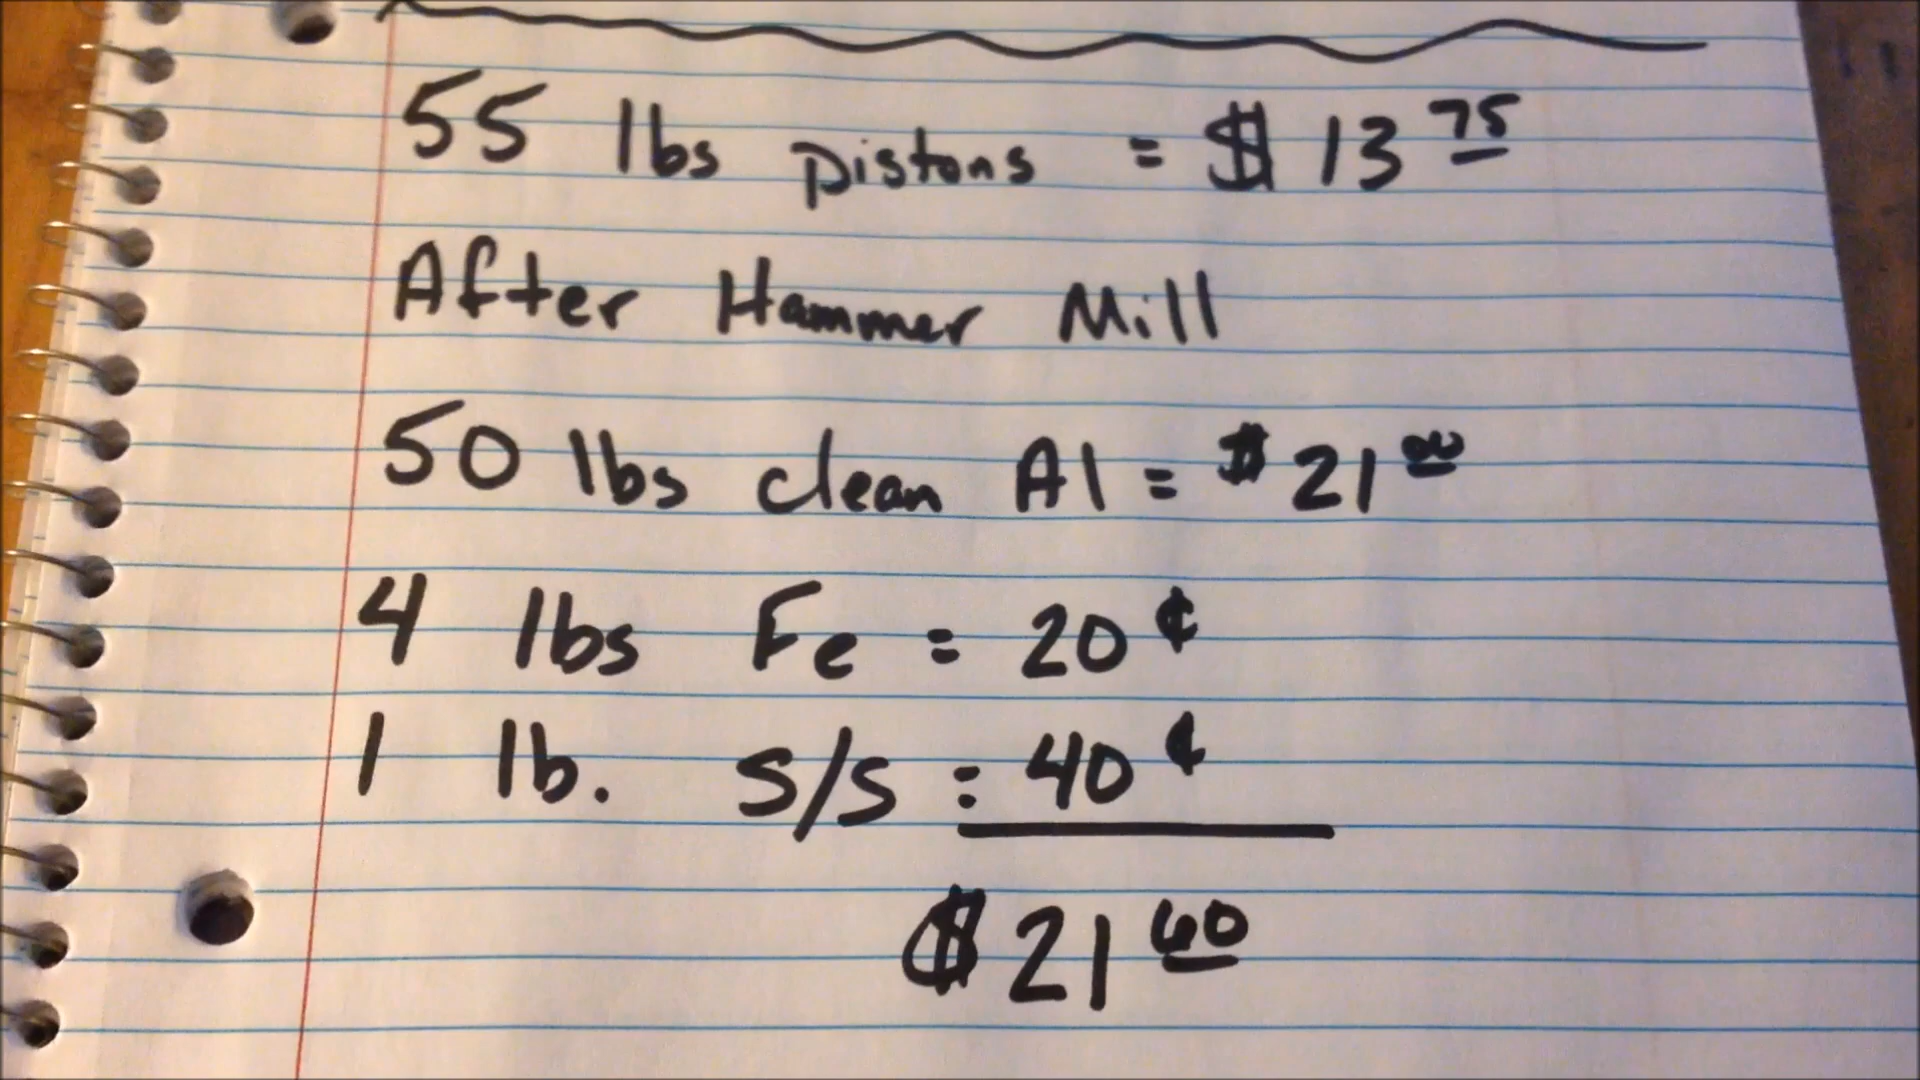 55 lbs pistons = $ 13 75
After Hammer Mill
50 lbs clean Al = $ 21 00
4 lbs Fe = 20 ¢
1 lb. S/S = 40 ¢
$ 21 60